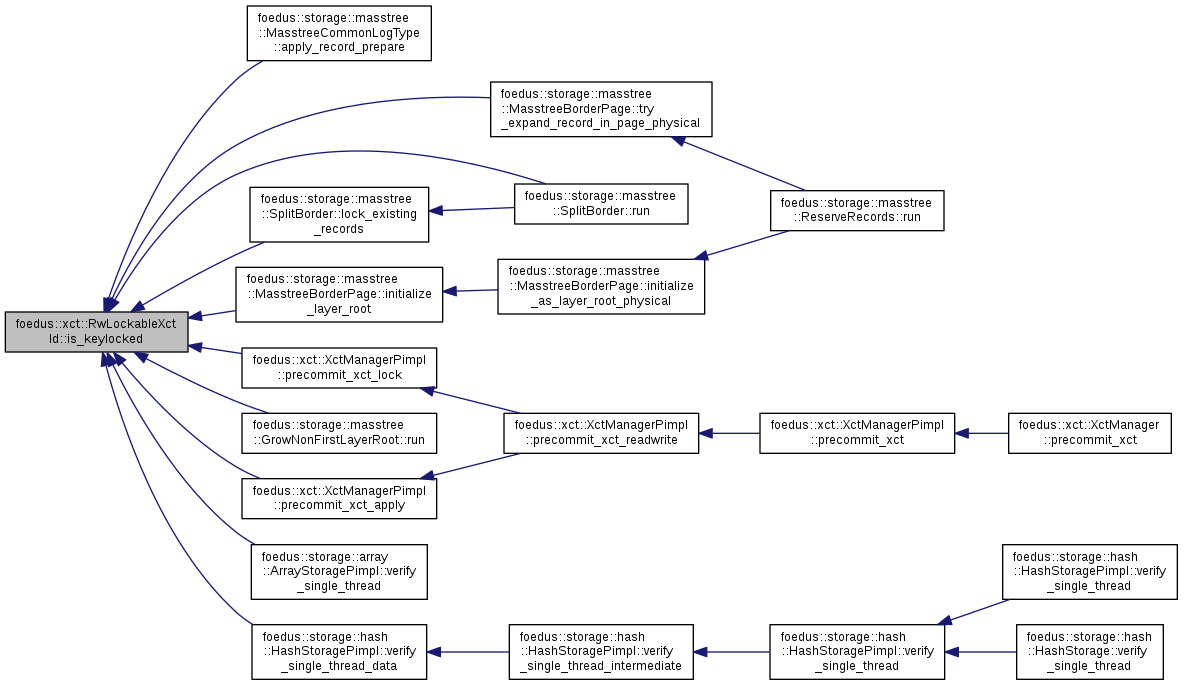 foedus::storage::masstree
::MasstreeCommonLogType
::apply_record_prepare
foedus::storage::masstree
::MasstreeBorderPage::try
_expand_record_in_page_physical
foedus::storage::masstree
::SplitBorder::lock_existing
_records
foedus::storage::masstree
::SplitBorder::run
foedus::storage::masstree
::ReserveRecords::run
foedus::storage::masstree
::MasstreeBorderPage::initialize
_layer_root
foedus::storage::masstree
::MasstreeBorderPage::initialize
_as_layer_root_physical
foedus::xct::RwLockableXct
Id::is_keylocked
foedus::xct::XctManagerPimpl
::precommit_xct_lock
foedus::storage::masstree
::GrowNonFirstLayerRoot::run
foedus::xct::XctManagerPimpl
::precommit_xct_readwrite
foedus::xct::XctManagerPimpl
::precommit_xct
foedus::xct::XctManager
::precommit_xct
foedus::xct::XctManagerPimpl
::precommit_xct_apply
foedus::storage::array
::ArrayStoragePimpl::verify
_single_thread
foedus::storage::hash
::HashStoragePimpl::verify
_single_thread
foedus::storage::hash
::HashStoragePimpl::verify
_single_thread_data
foedus::storage::hash
::HashStoragePimpl::verify
_single_thread_intermediate
foedus::storage::hash
::HashStoragePimpl::verify
_single_thread
foedus::storage::hash
::HashStorage::verify
_single_thread